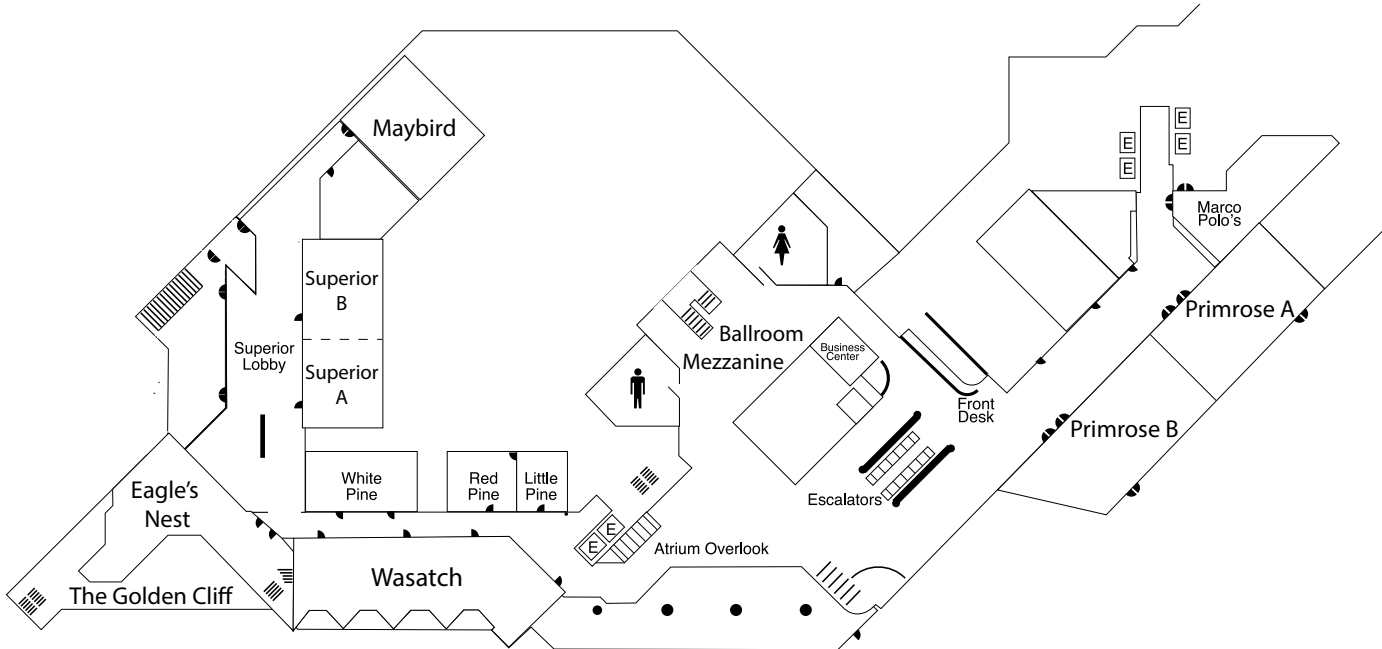 Maybird
E
E
E
E
Marco
Polo's
Superior
B
Primrose A
Ballroom
Mezzanine
Business
Center
Superior
Lobby
Superior
A
Front
Desk
Primrose B
White
Pine
Red
Pine
Little
Pine
Eagle's
Nest
Escalators
E
E
Atrium Overlook
Wasatch
The Golden Cliff